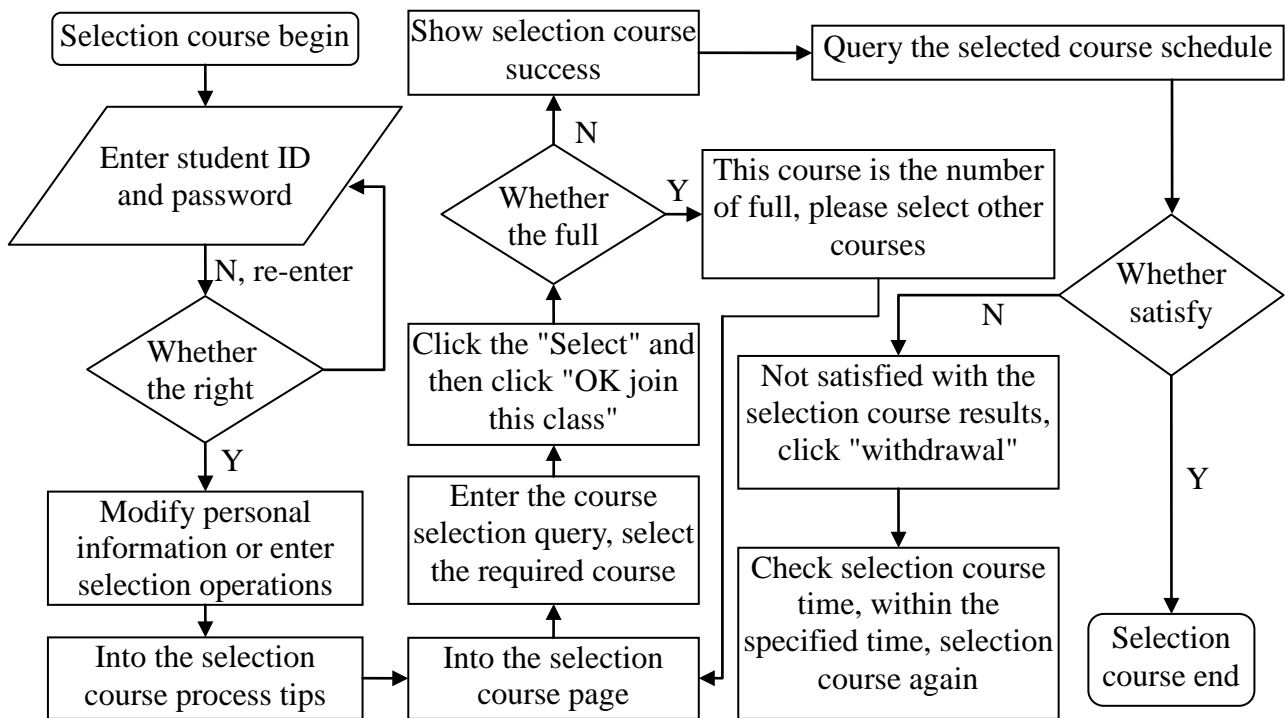 Selection course begin
Enter student ID
and password
N, re-enter
Whether
the right
Y
Modify personal
information or enter
selection operations
Into the selection
course process tips
Into the selection
course page
Enter the course
selection query, select
the required course
Click the "Select" and
then click "OK join
this class"
Whether
the full
N
Y
Show selection course
success
This course is the number
of full, please select other
courses
Query the selected course schedule
Whether
satisfy
N
Not satisfied with the
selection course results,
click "withdrawal"
Check selection course
time, within the
specified time, selection
course again
Y
Selection
course end